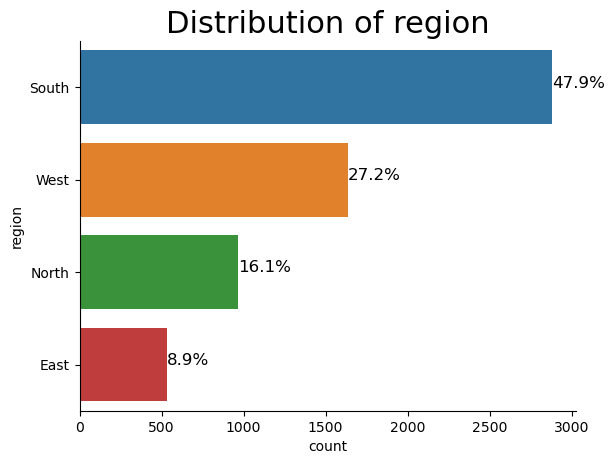 Distribution of region
South
47.9%
West
27.2%
region
North
16.1%
East
8.9%
0 500 1000 1500 2000 2500 3000
count